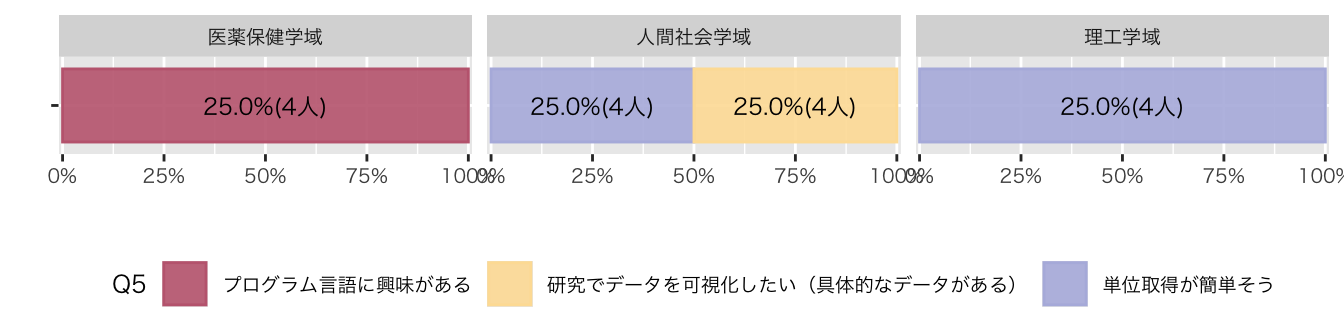 医薬保健学域 人間社会学域 理工学域
25.0%(4人) 25.0%(4人) 25.0%(4人) 25.0%(4人)
0% 25% 50% 75% 100% 0% 25% 50% 75% 100% 0% 25% 50% 75% 100%
Q5 プログラム言語に興味がある 研究でデータを可視化したい（具体的なデータがある） 単位取得が簡単そう